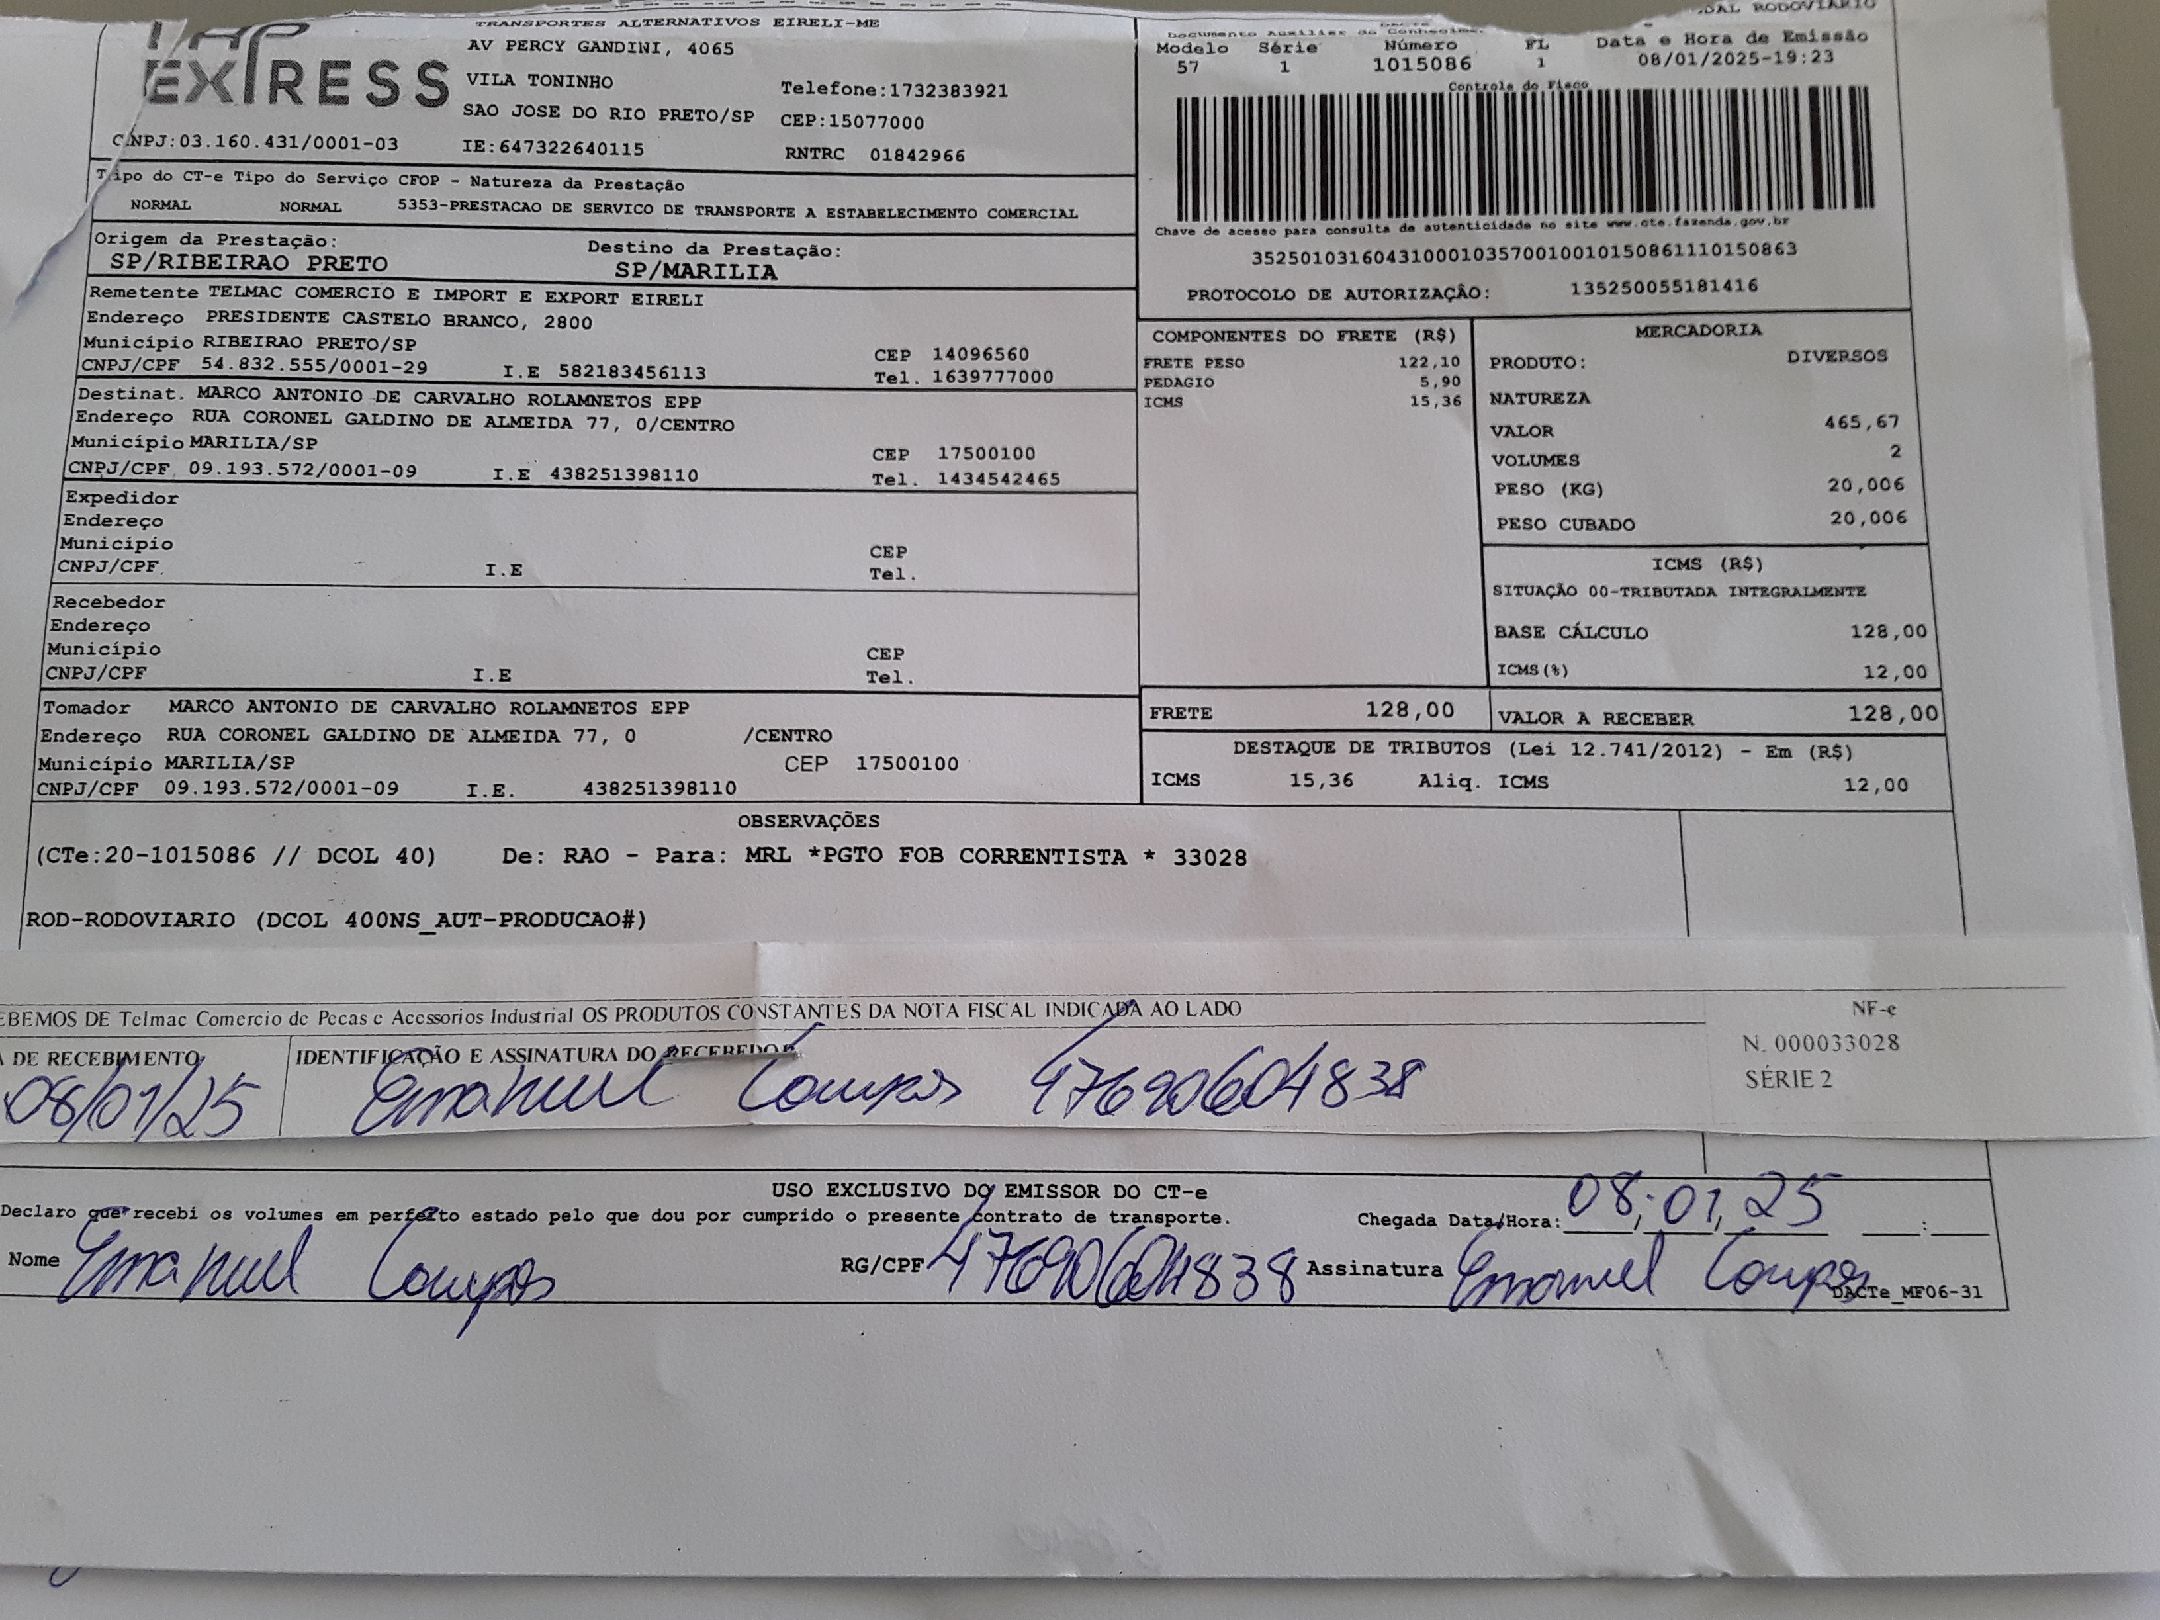 TRANSPORTES ALTERNATIVOS EIRELI-ME
EXPRESS
AV PERCY GANDINI, 4065
VILA TONINHO Telefone:1732383921
SAO JOSE DO RIO PRETO/SP CEP:15077000
CNPJ:03.160.431/0001-03 IE:647322640115 RNTRC 01842966
Tipo do CT-e Tipo do Serviço CFOP - Natureza da Prestação
NORMAL NORMAL 5353-PRESTACAO DE SERVICO DE TRANSPORTE A ESTABELECIMENTO COMERCIAL
Origem da Prestação: Destino da Prestação:
SP/RIBEIRAO PRETO SP/MARILIA
Remetente TELMAC COMERCIO E IMPORT E EXPORT EIRELI
Endereço PRESIDENTE CASTELO BRANCO, 2800
Município RIBEIRAO PRETO/SP CEP 14096560
CNPJ/CPF 54.832.555/0001-29 I.E 582183456113 Tel. 1639777000
Destinat. MARCO ANTONIO DE CARVALHO ROLAMNETOS EPP
Endereço RUA CORONEL GALDINO DE ALMEIDA 77, 0/CENTRO
Município MARILIA/SP CEP 17500100
CNPJ/CPF 09.193.572/0001-09 I.E 438251398110 Tel. 1434542465
Expedidor
Endereço
Município CEP
CNPJ/CPF I.E Tel.
Recebedor
Endereço
Município CEP
CNPJ/CPF I.E Tel.
Tomador MARCO ANTONIO DE CARVALHO ROLAMNETOS EPP
Endereço RUA CORONEL GALDINO DE ALMEIDA 77, 0 /CENTRO
Município MARILIA/SP CEP 17500100
CNPJ/CPF 09.193.572/0001-09 I.E. 438251398110
RODOVIARIO
Documento Auxiliar do
Modelo Série Número FL Data e Hora de Emissão
57 1 1015086 1 08/01/2025-19:23
Controle do Fisco
Chave de acesso para consulta de autenticidade no site www.cte.fazenda.gov.br
35250103160431000103570010010150861110150863
PROTOCOLO DE AUTORIZAÇÂO: 135250055181416
COMPONENTES DO FRETE (R$)
FRETE PESO 122,10
PEDAGIO 5,90
ICMS 15,36
MERCADORIA
PRODUTO: DIVERSOS
NATUREZA
VALOR 465,67
VOLUMES 2
PESO (KG) 20,006
PESO CUBADO 20,006
ICMS (R$)
SITUAÇÃO 00-TRIBUTADA INTEGRALMENTE
BASE CÁLCULO 128,00
ICMS(%) 12,00
FRETE 128,00 VALOR A RECEBER 128,00
DESTAQUE DE TRIBUTOS (Lei 12.741/2012) - Em (R$)
ICMS 15,36 Aliq. ICMS 12,00
OBSERVAÇÕES
(CTe:20-1015086 // DCOL 40) De: RAO - Para: MRL *PGTO FOB CORRENTISTA * 33028
ROD-RODOVIARIO (DCOL 400NS_AUT-PRODUCAO#)
EBEMOS DE Telmac Comercio de Pecas e Acessorios Industrial OS PRODUTOS CONSTANTES DA NOTA FISCAL INDICADA AO LADO
A DE RECEBIMENTO IDENTIFICAÇÃO E ASSINATURA DO RECEBEDOR
08/01/25 Emanuel Campos 47690604838
NF-e
N. 000033028
SÉRIE 2
USO EXCLUSIVO DO EMISSOR DO CT-e
Declaro que recebi os volumes em perfeito estado pelo que dou por cumprido o presente contrato de transporte. Chegada Data/Hora: 08/01/25 :
Nome Emanuel Campos RG/CPF 47690604838 Assinatura Emanuel Campos
DACTe_MF06-31